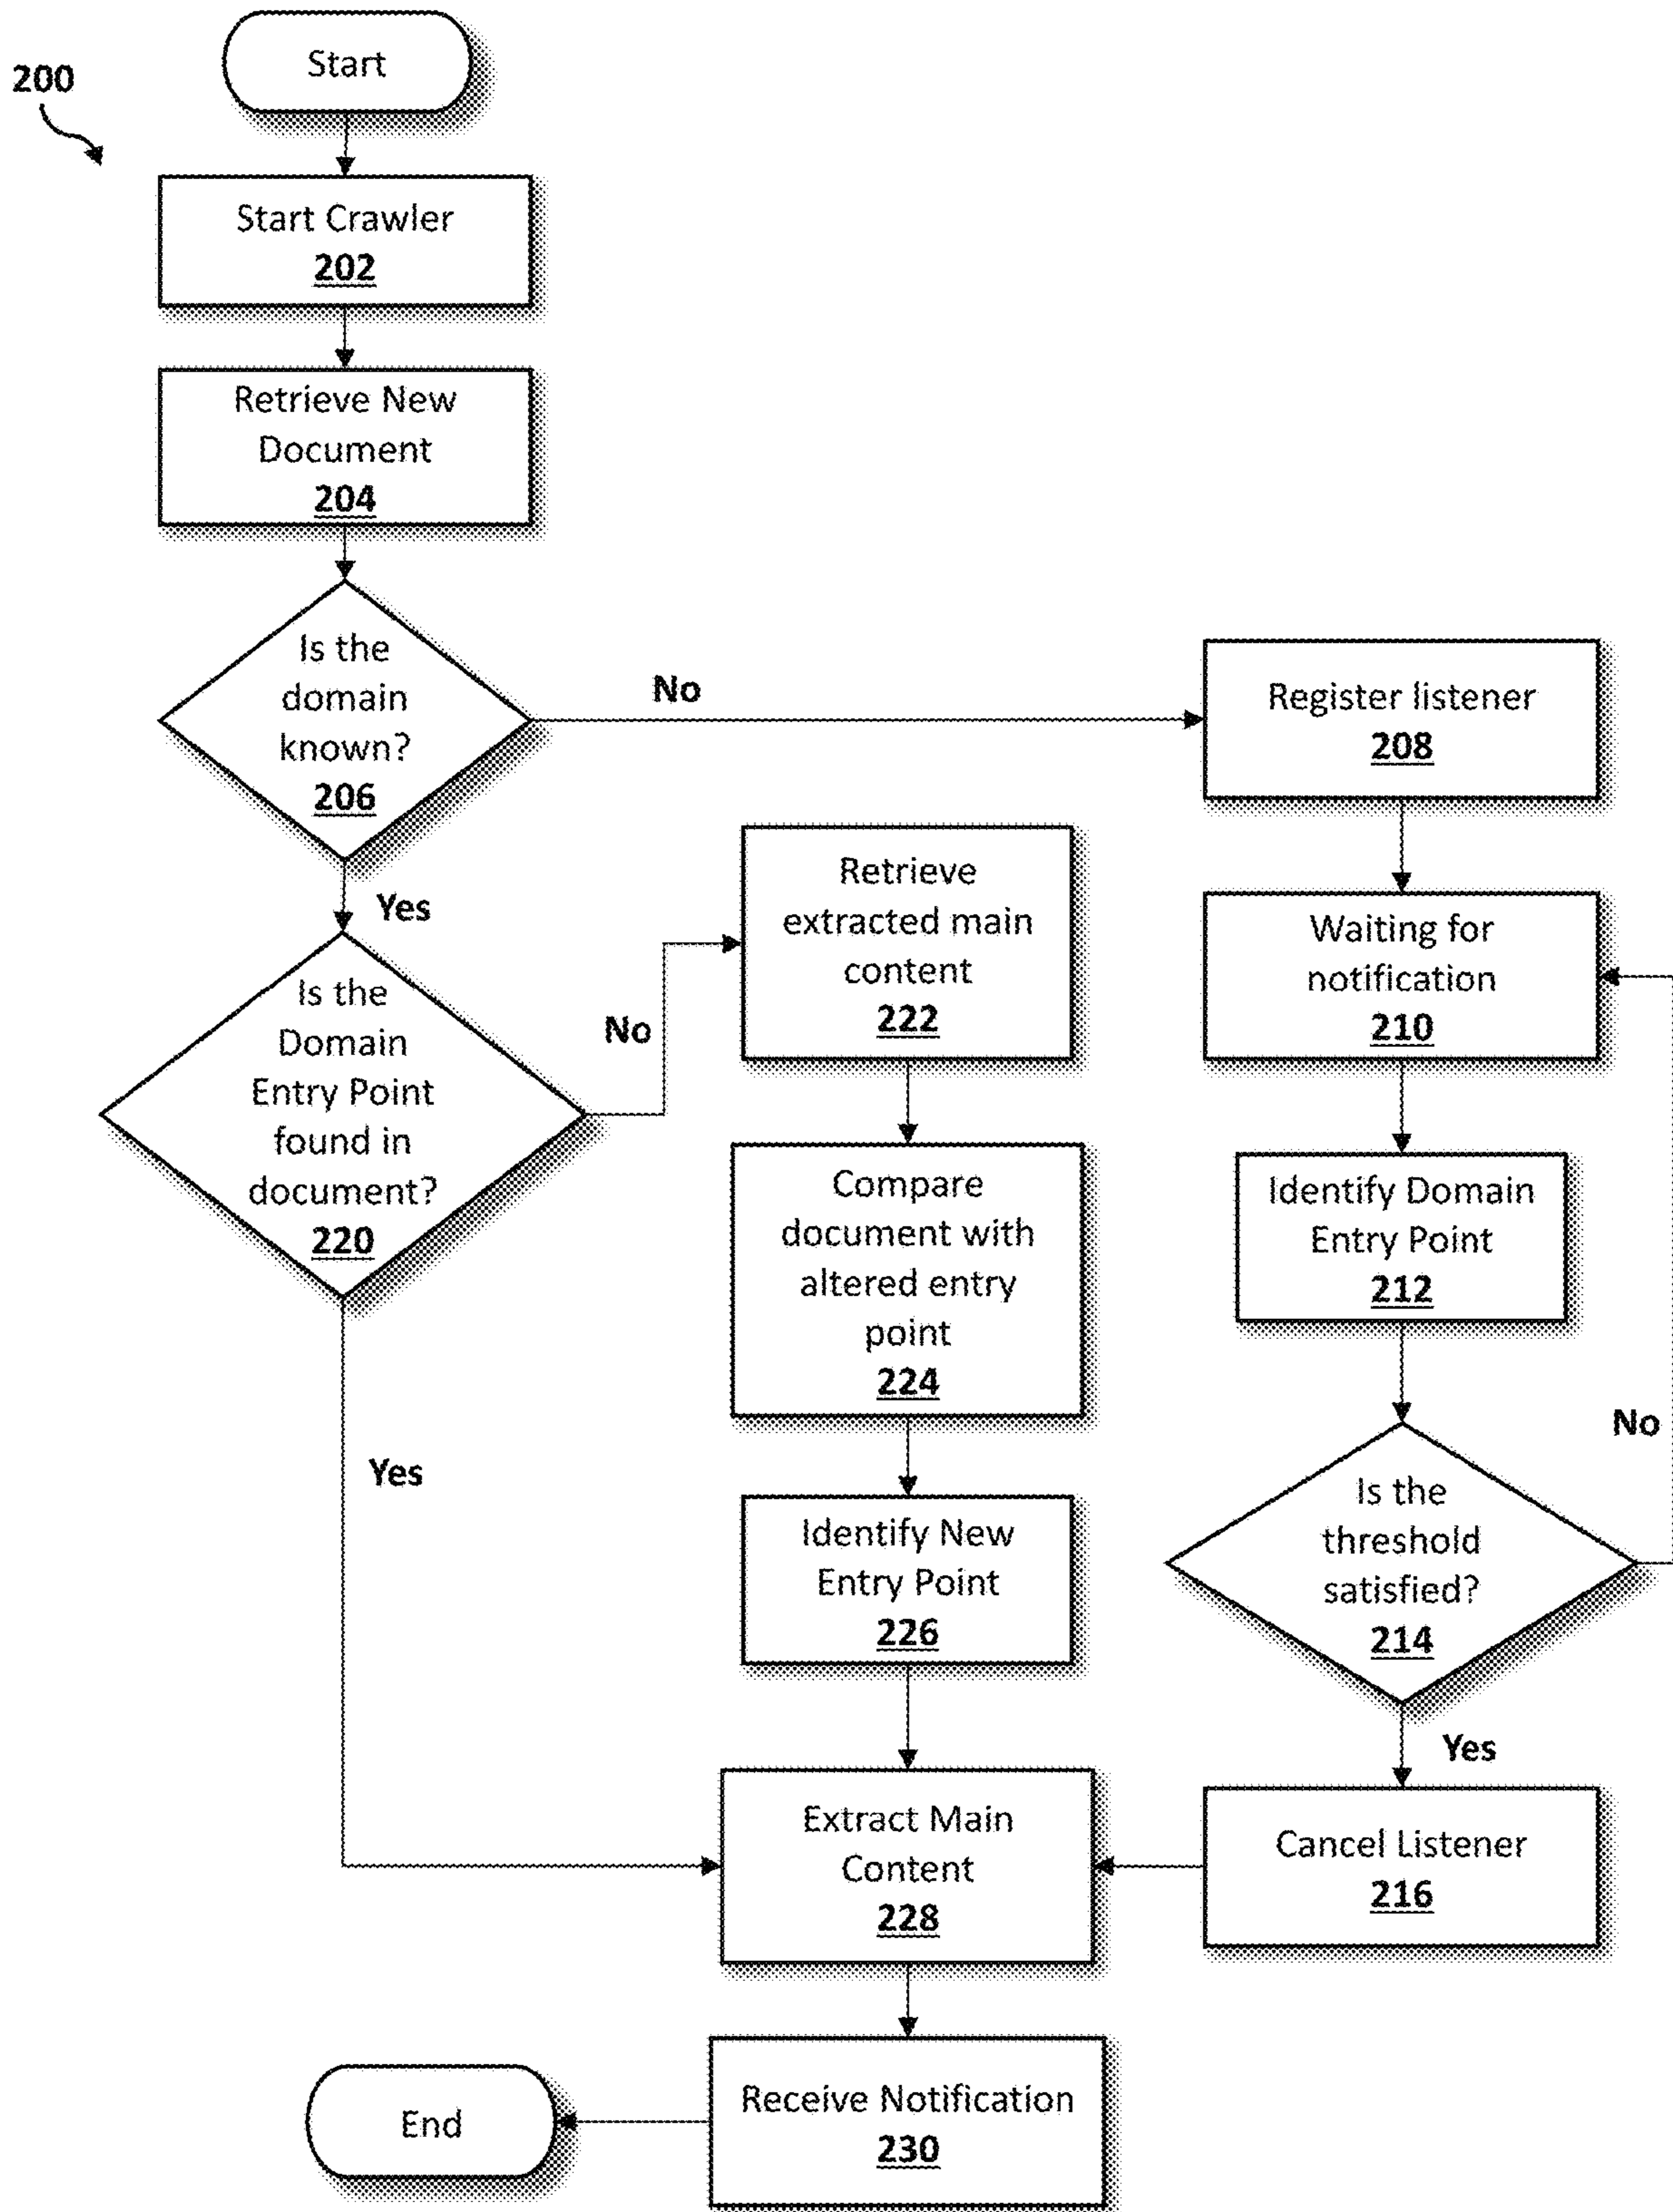 200
Start
Start Crawler
202
Retrieve New
Document
204
Is the
domain
known?
206
No
Yes
Register listener
208
Waiting for
notification
210
Identify Domain
Entry Point
212
Is the
threshold
satisfied?
214
No
Yes
Cancel Listener
216
Is the
Domain
Entry Point
found in
document?
220
No
Yes
Retrieve
extracted main
content
222
Compare
document with
altered entry
point
224
Identify New
Entry Point
226
Extract Main
Content
228
Receive Notification
230
End